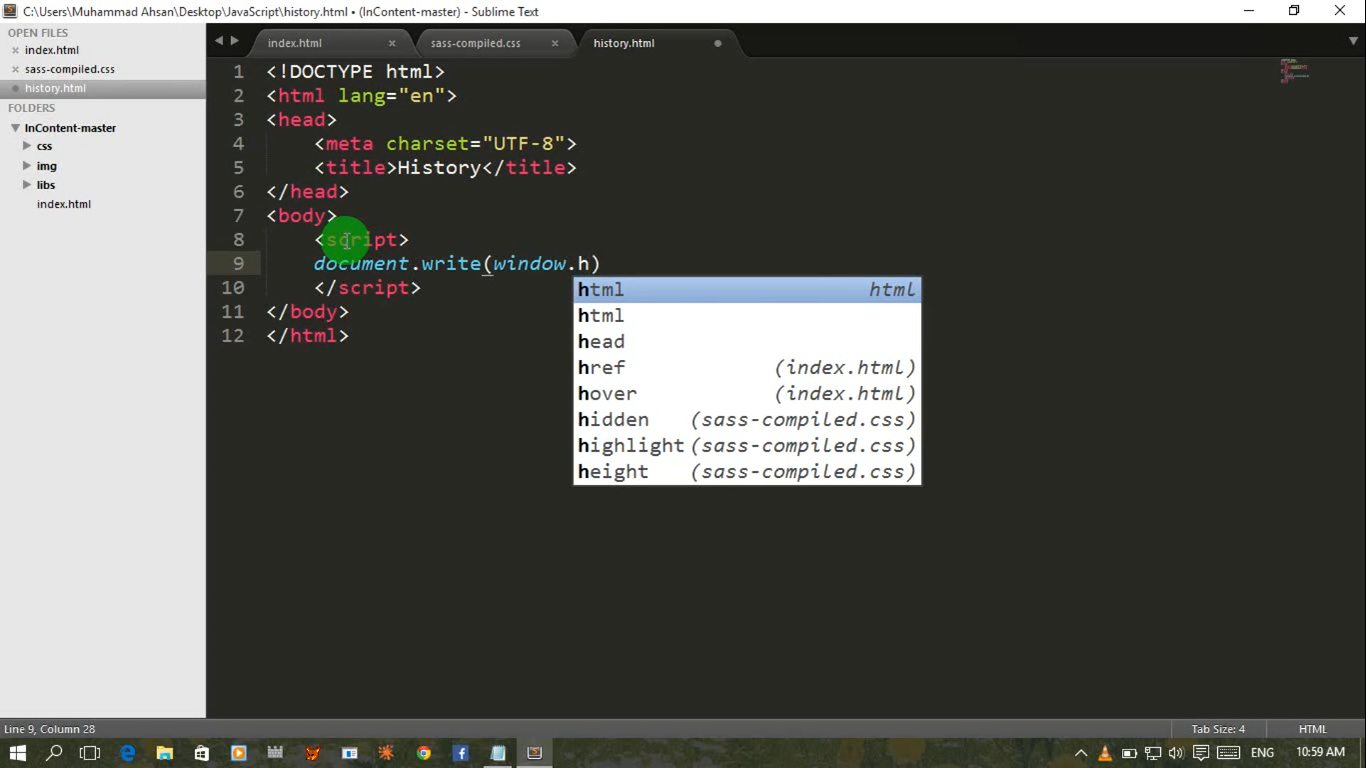 C:\Users\Muhammad Ahsan\Desktop\JavaScript\history.html • (InContent-master) - Sublime Text
OPEN FILES
index.html
sass-compiled.css
history.html
FOLDERS
InContent-master
css
img
libs
index.html
index.html
sass-compiled.css
history.html
1 <!DOCTYPE html>
2 <html lang="en">
3 <head>
4 <meta charset="UTF-8">
5 <title>History</title>
6 </head>
7 <body>
8 <script>
9 document.write(window.h)
10 </script>
11 </body>
12 </html>
html html
html
head
href (index.html)
hover (index.html)
hidden (sass-compiled.css)
highlight (sass-compiled.css)
height (sass-compiled.css)
Line 9, Column 28
Tab Size: 4
HTML
ENG
10:59 AM